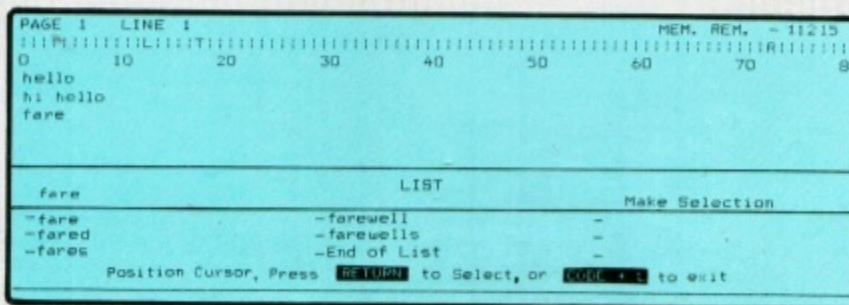 PAGE 1 LINE 1 MEM. REM. - 11215
M L T R
0 10 20 30 40 50 60 70 8
hello
hi hello
fare
fare LIST Make Selection
-fare -farewell -
-fared -farewells -
-fares -End of List -
Position Cursor, Press RETURN to Select, or CODE + to exit